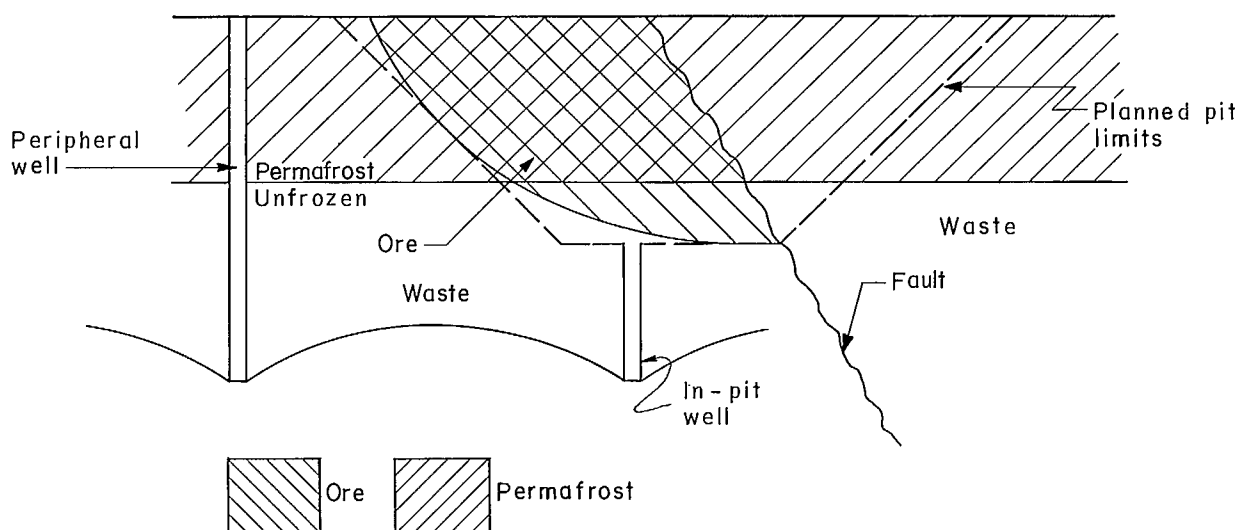 Peripheral
well
Permafrost
Unfrozen
Ore
Waste
Planned pit
limits
Waste
Fault
In-pit
well
Ore
Permafrost